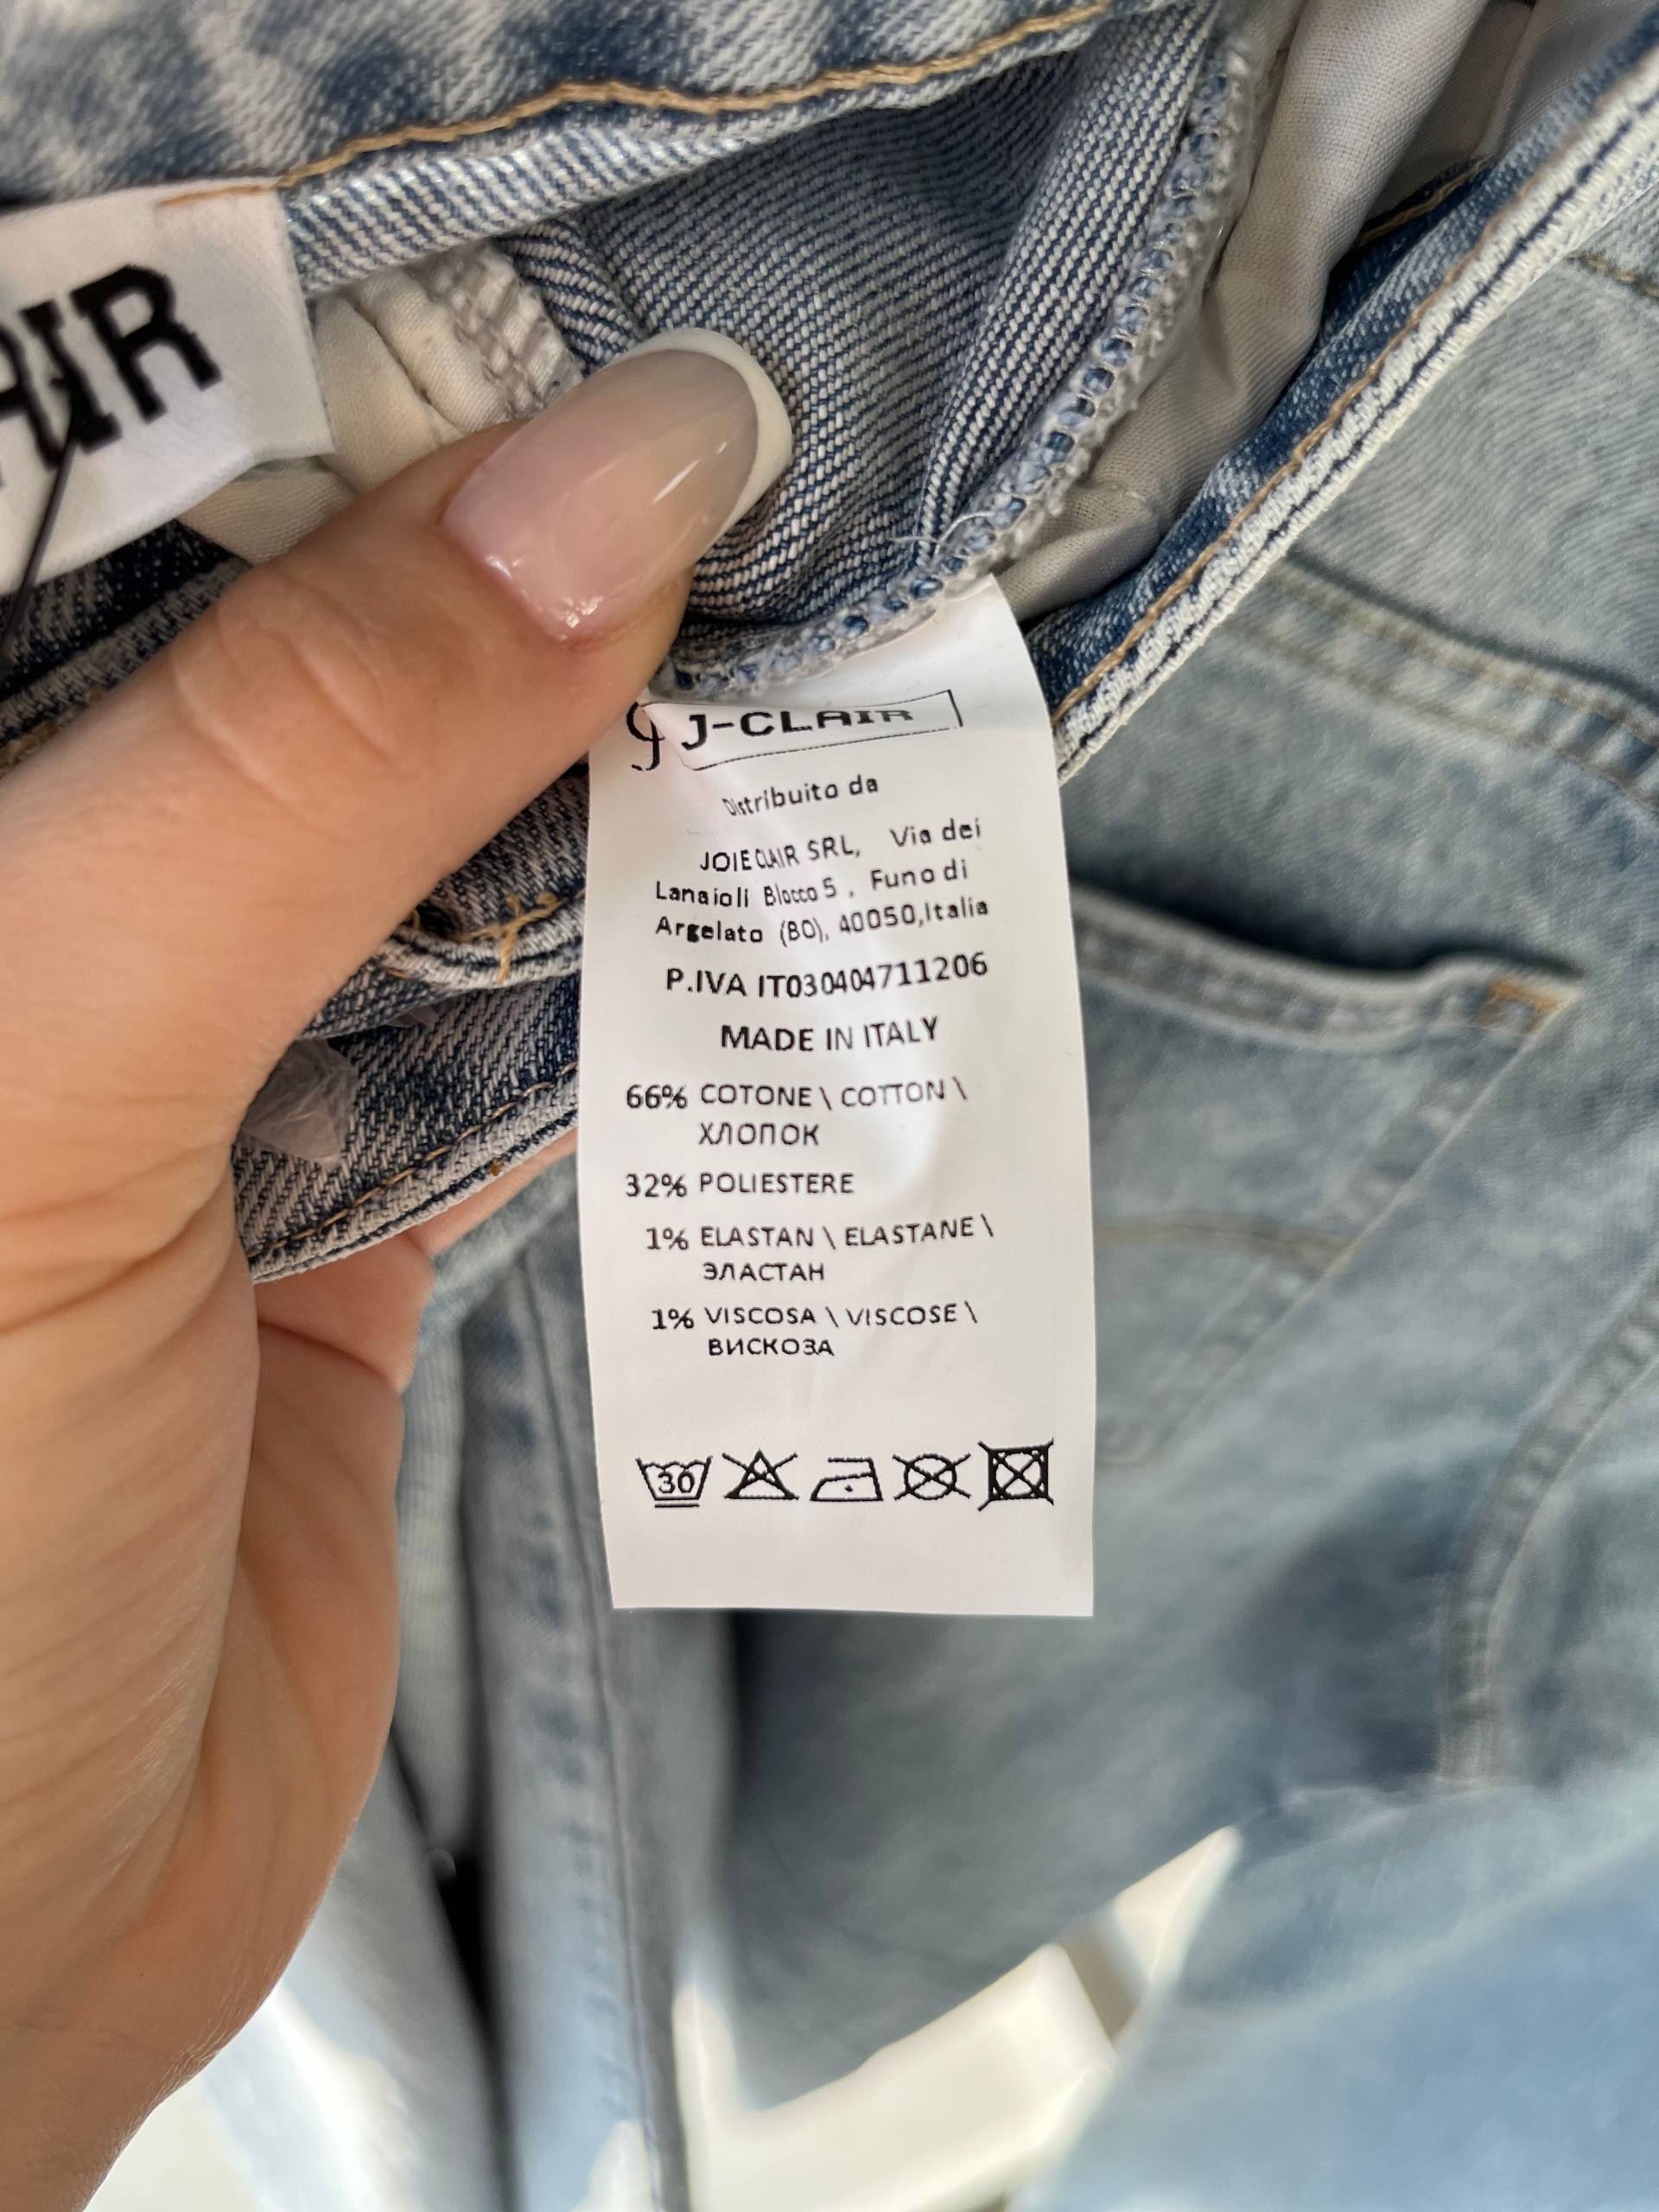 AIR
J-CLAIR
Distribuito da
JOIECLAIR SRL, Via dei
Lanaioli Blocco 5 , Funo di
Argelato (BO), 40050,Italia
P.IVA IT030404711206
MADE IN ITALY
66% COTONE \ COTTON \
ХЛОПОК
32% POLIESTERE
1% ELASTAN \ ELASTANE \
ЭЛАСТАН
1% VISCOSA \ VISCOSE \
ВИСКОЗА
30